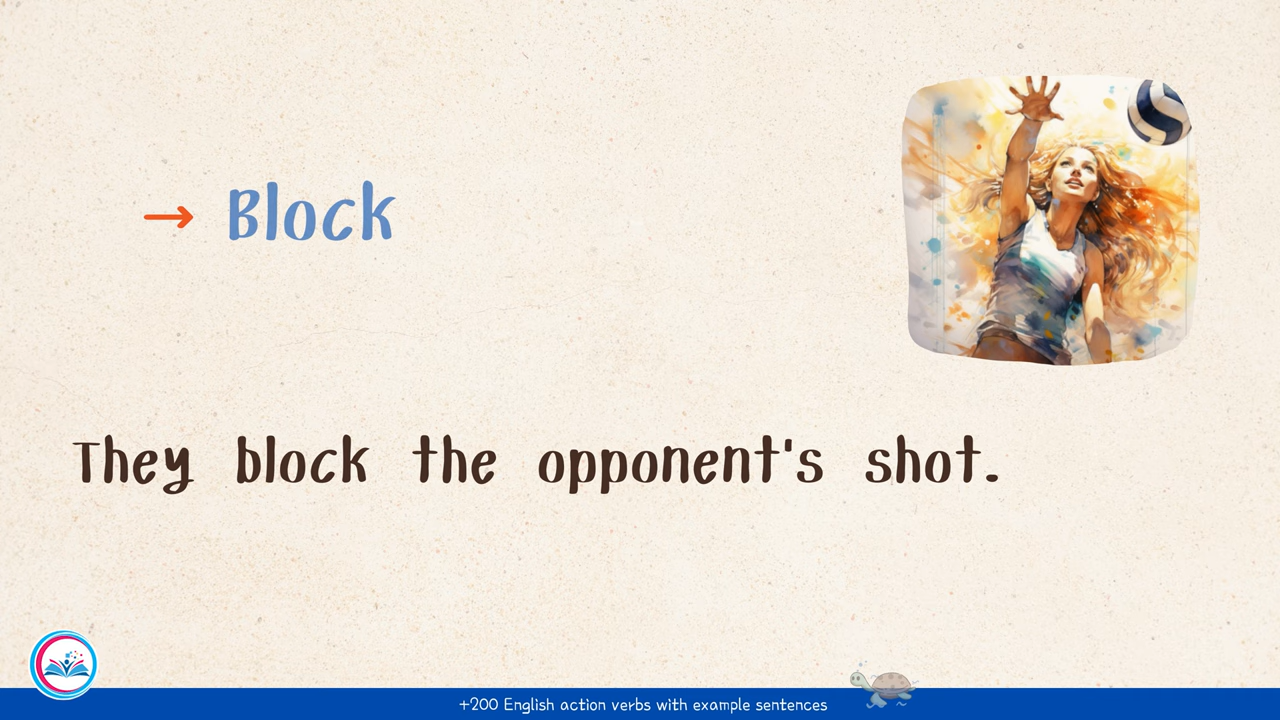 → Block
They block the opponent's shot.
+200 English action verbs with example sentences